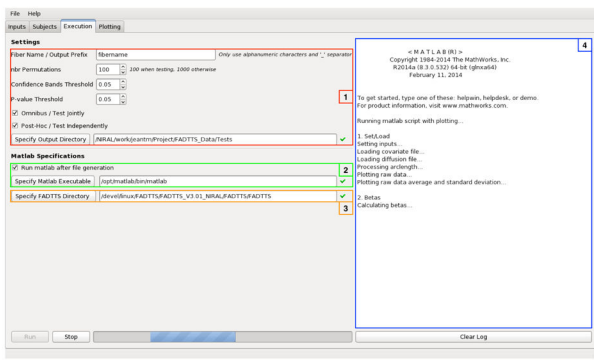 File Help
Inputs Subjects Execution Plotting
Settings
Fiber Name / Output Prefix fibername Only use alphanumeric characters and '_' separator
nbr Permutations 100 100 when testing, 1000 otherwise
Confidence Bands Threshold 0.05
P-value Threshold 0.05
1
Omnibus / Test Jointly
Post-Hoc / Test Independently
Specify Output Directory /NIRAL/work/jeantm/Project/FADTTS_Data/Tests
Matlab Specifications
Run matlab after file generation
2
Specify Matlab Executable /opt/matlab/bin/matlab
Specify FADTTS Directory /devel/linux/FADTTS/FADTTS_V3.01_NIRAL/FADTTS/FADTTS
3
Run Stop
4
< M A T L A B (R) >
Copyright 1984-2014 The MathWorks, Inc.
R2014a (8.3.0.532) 64-bit (glnxa64)
February 11, 2014
To get started, type one of these: helpwin, helpdesk, or demo.
For product information, visit www.mathworks.com.
Running matlab script with plotting...
1. Set/Load
Setting inputs...
Loading covariate file...
Loading diffusion file...
Processing arclength...
Plotting raw data...
Plotting raw data average and standard deviation...
2. Betas
Calculating betas...
Clear Log